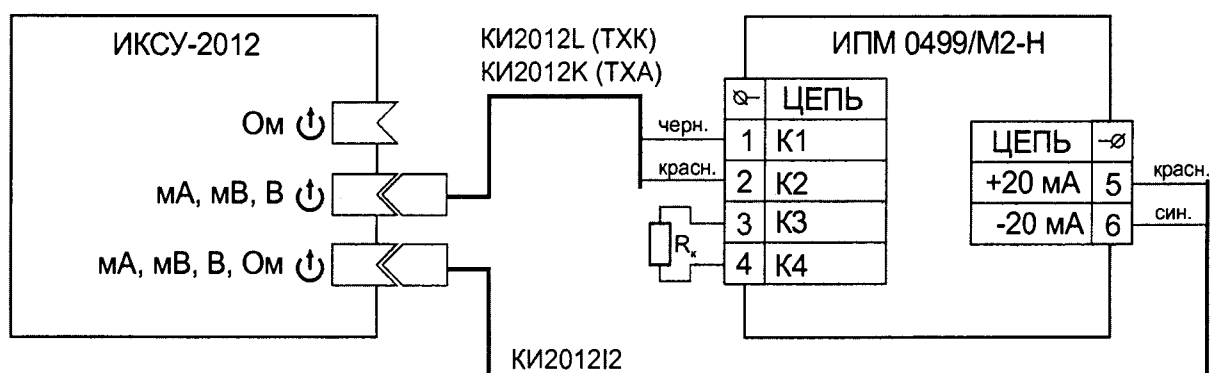 ИКСУ-2012
КИ2012L (ТХК)
КИ2012K (ТХА)
ИПМ 0499/М2-Н
Ом
мА, мВ, В
мА, мВ, В, Ом
черн.
красн.
ЦЕПЬ
1 К1
2 К2
3 К3
4 К4
Rк
ЦЕПЬ
+20 мА 5
-20 мА 6
красн.
син.
КИ2012I2